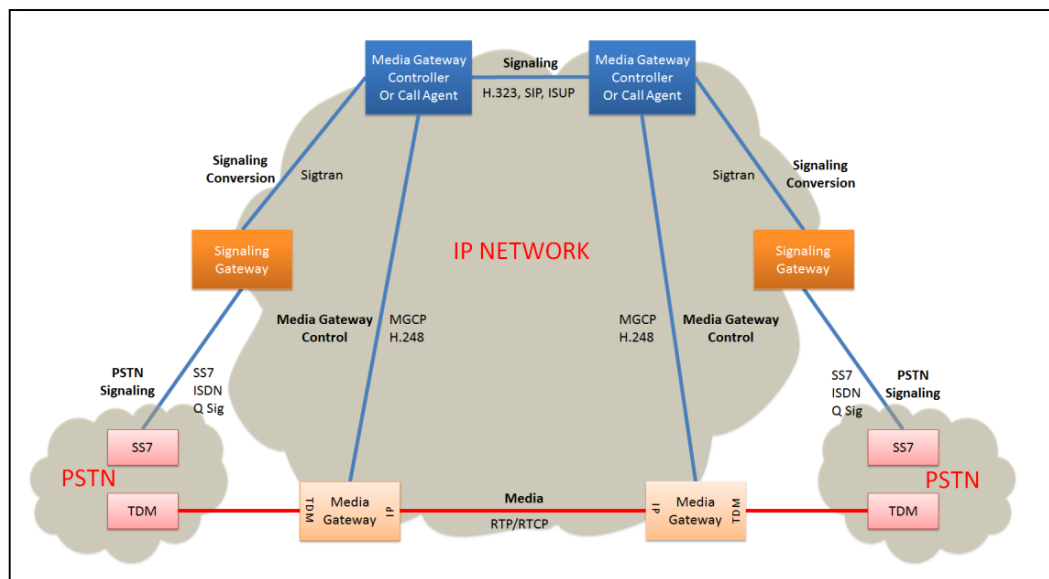 Media Gateway
Controller
Or Call Agent
Signaling
H.323, SIP, ISUP
Media Gateway
Controller
Or Call Agent
Signaling
Conversion
Sigtran
Sigtran
Signaling
Conversion
Signaling
Gateway
IP NETWORK
Signaling
Gateway
Media Gateway
Control
MGCP
H.248
MGCP
H.248
Media Gateway
Control
PSTN
Signaling
SS7
ISDN
Q Sig
SS7
ISDN
Q Sig
PSTN
Signaling
SS7
PSTN
TDM
TDM
Media
Gateway
IP
Media
RTP/RTCP
IP
Media
Gateway
TDM
SS7
PSTN
TDM